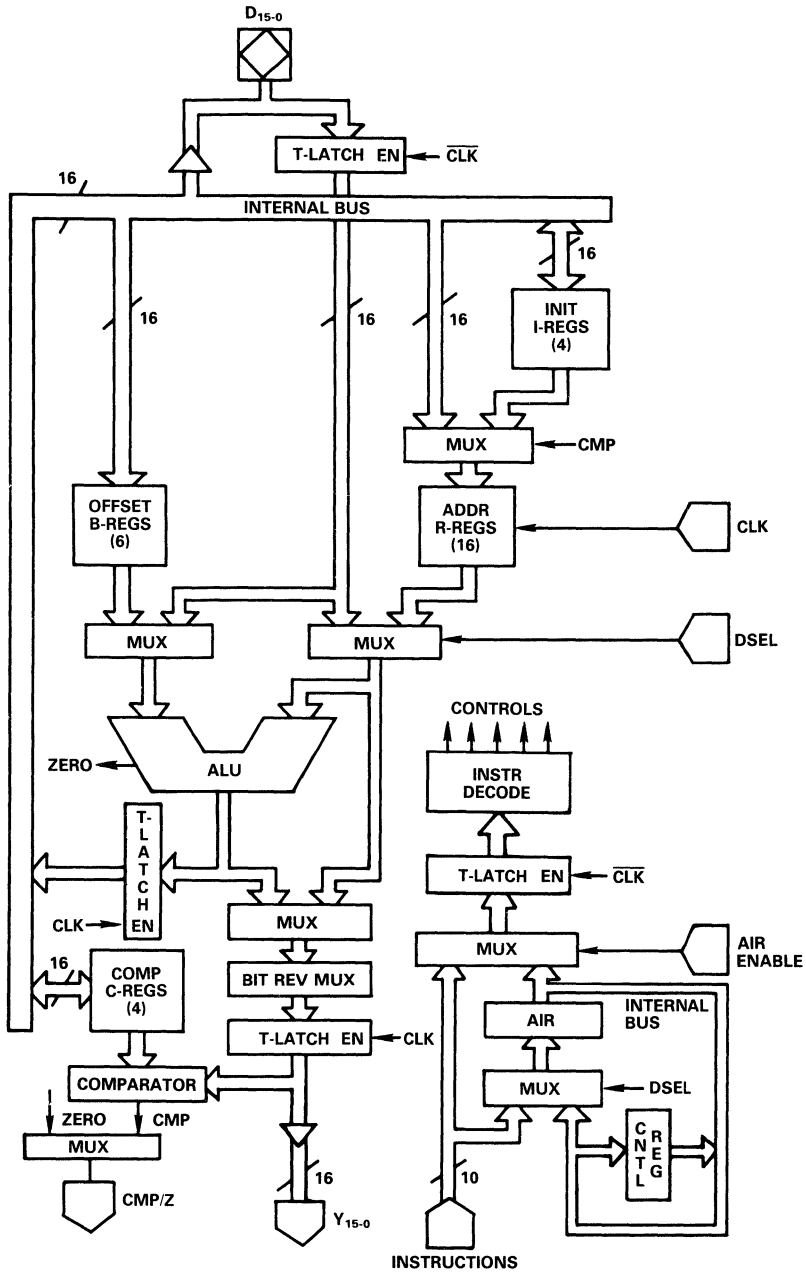 D15-0
T-LATCH EN
CLK
16
INTERNAL BUS
16
INIT
I-REGS
(4)
16
16
16
MUX
CMP
OFFSET
B-REGS
(6)
ADDR
R-REGS
(16)
CLK
MUX
MUX
DSEL
CONTROLS
ZERO
ALU
INSTR
DECODE
T-LATCH
EN
CLK
T-LATCH EN
CLK
MUX
MUX
AIR
ENABLE
16
COMP
C-REGS
(4)
BIT REV MUX
INTERNAL
BUS
AIR
T-LATCH EN
CLK
COMPARATOR
MUX
DSEL
ZERO
CMP
MUX
CNTL
REG
CMP/Z
16
Y15-0
10
INSTRUCTIONS